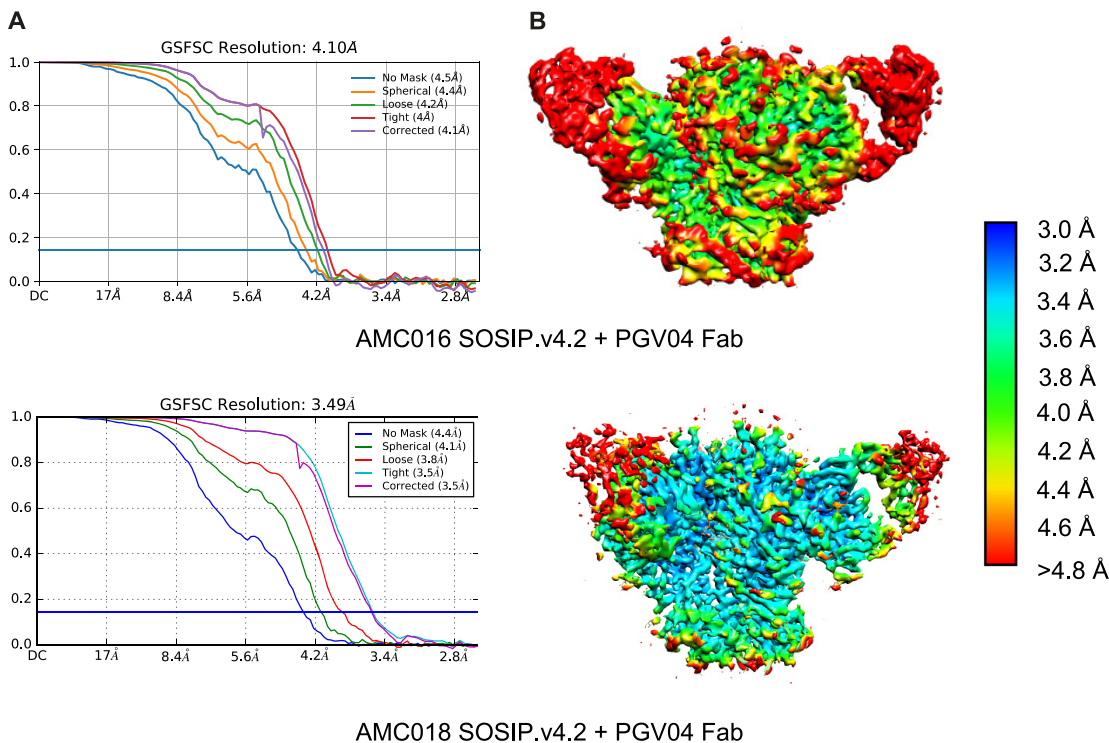 A
B
GSFSC Resolution: 4.10Å
No Mask (4.5Å)
Spherical (4.4Å)
Loose (4.2Å)
Tight (4Å)
Corrected (4.1Å)
1.0
0.8
0.6
0.4
0.2
0.0
DC
17Å
8.44Å
5.6Å
4.2Å
3.4Å
2.8Å
AMC016 SOSIP.v4.2 + PGV04 Fab
3.0 Å
3.2 Å
3.4 Å
3.6 Å
3.8 Å
4.0 Å
4.2 Å
4.4 Å
4.6 Å
>4.8 Å
GSFSC Resolution: 3.49Å
No Mask (4.4Å)
Spherical (4.1Å)
Loose (3.8Å)
Tight (3.5Å)
Corrected (3.5Å)
1.0
0.8
0.6
0.4
0.2
0.0
DC
17Å
8.44Å
5.6Å
4.2Å
3.4Å
2.8Å
AMC018 SOSIP.v4.2 + PGV04 Fab